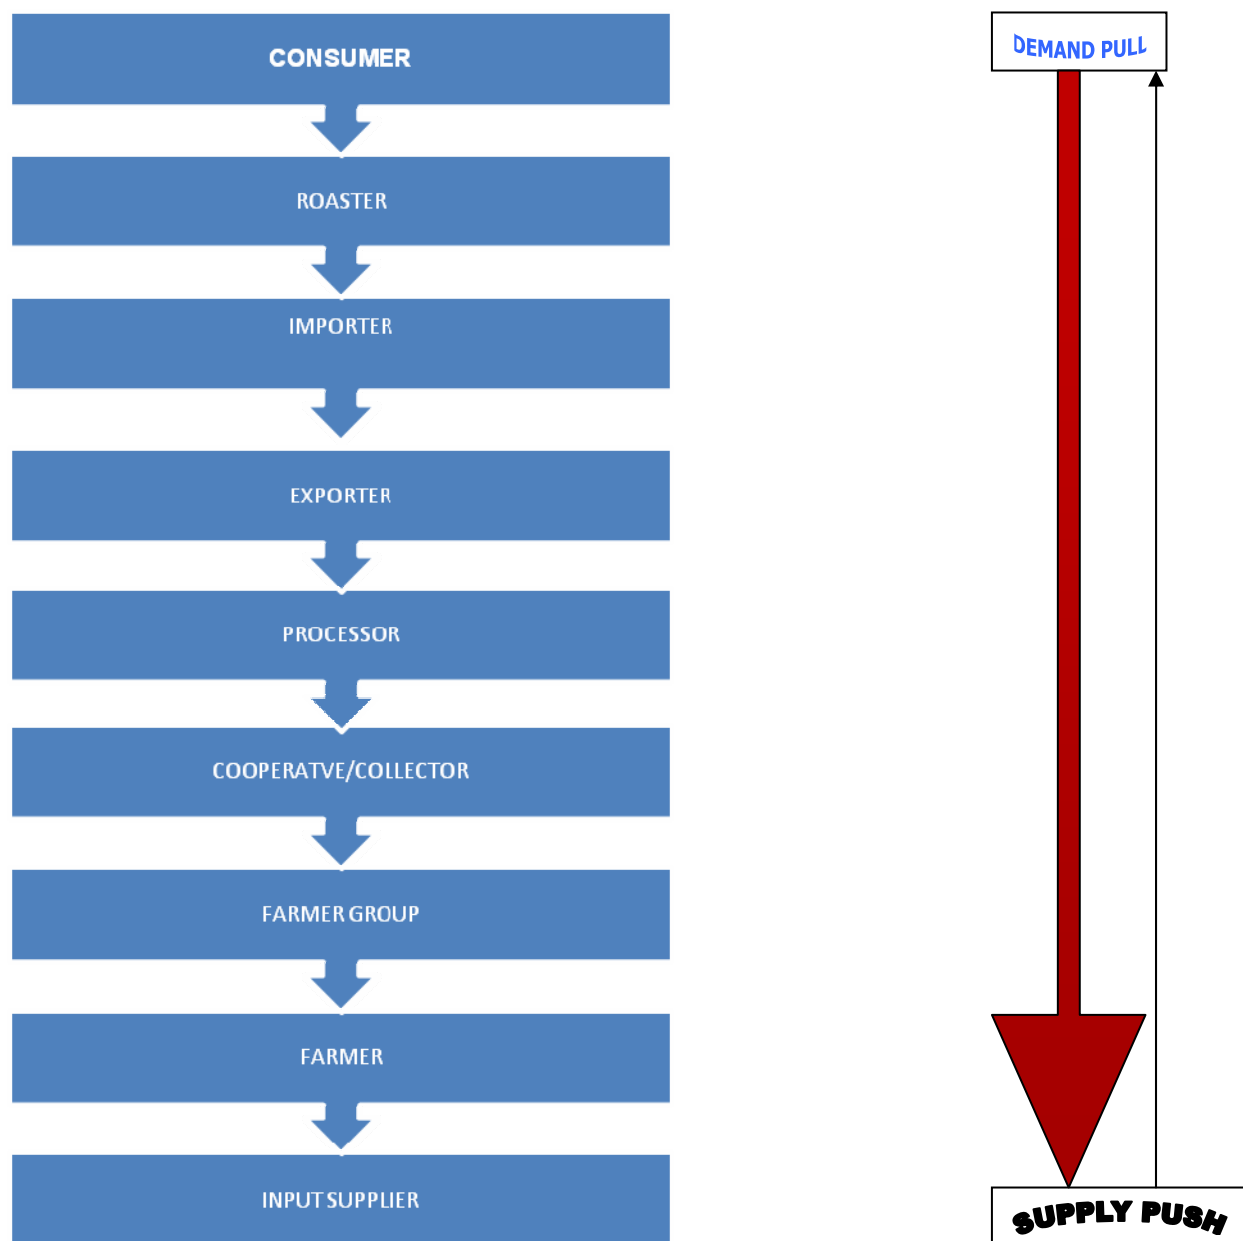 CONSUMER
DEMAND PULL
ROASTER
IMPORTER
EXPORTER
PROCESSOR
COOPERATVE/COLLECTOR
FARMER GROUP
FARMER
INPUT SUPPLIER
SUPPLY PUSH